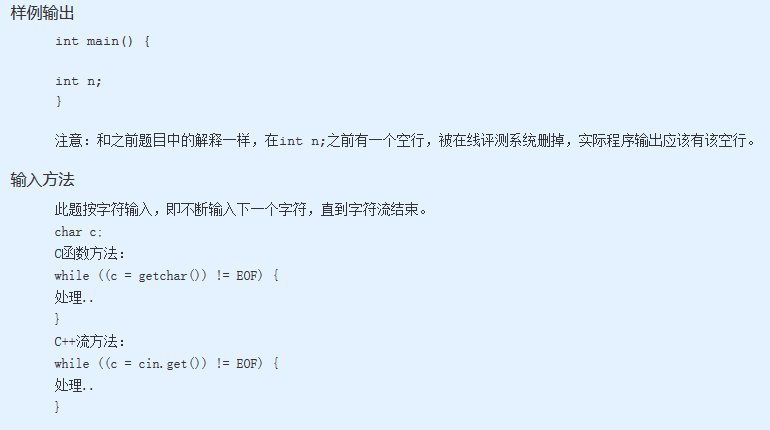 样例输出
int main() {
int n;
}
注意：和之前题目中的解释一样，在int n;之前有一个空行，被在线评测系统删掉，实际程序输出应该有该空行。
输入方法
此题按字符输入，即不断输入下一个字符，直到字符流结束。
char c;
C函数方法：
while ((c = getchar()) != EOF) {
处理..
}
C++流方法：
while ((c = cin.get()) != EOF) {
处理..
}